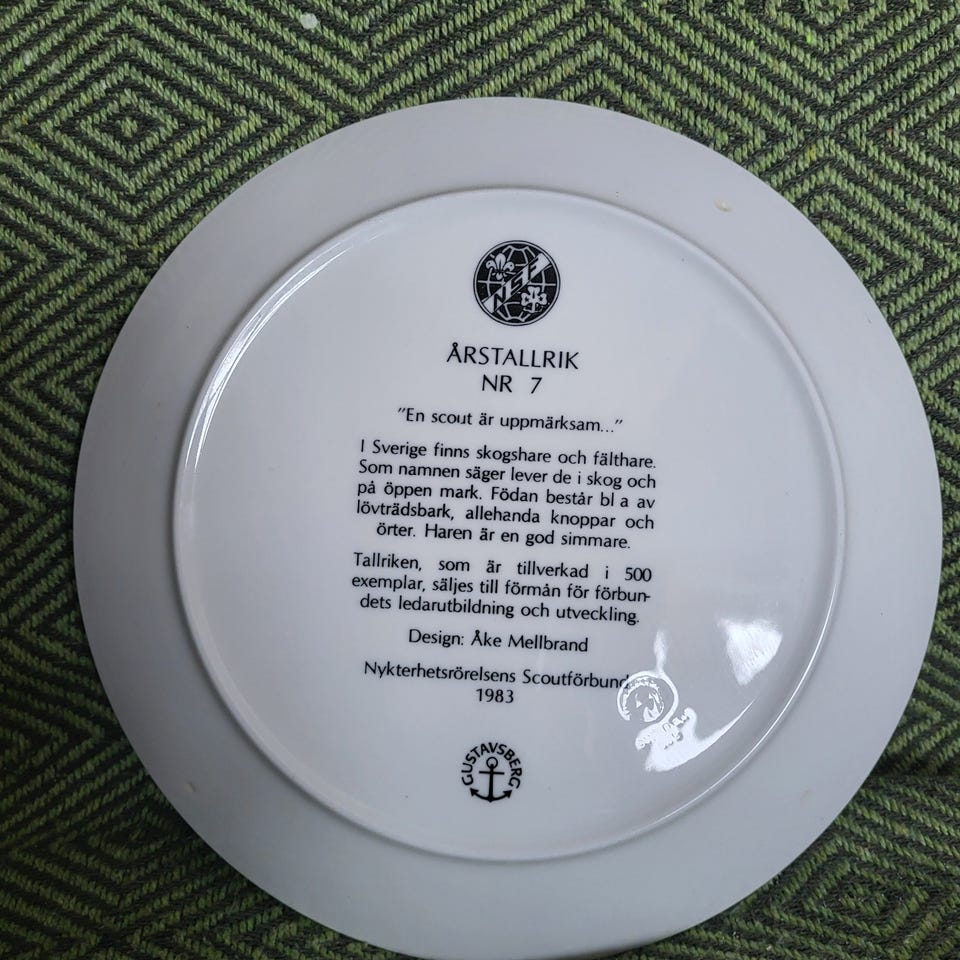 ÅRSTALLRIK
NR 7
"En scout är uppmärksam..."
I Sverige finns skogshare och fälthare.
Som namnen säger lever de i skog och
på öppen mark. Födan består bl a av
lövträdsbark, allehanda knoppar och
örter. Haren är en god simmare.
Tallriken, som är tillverkad i 500
exemplar, säljes till förmån för förbun-
dets ledarutbildning och utveckling.
Design: Åke Mellbrand
Nykterhetsrörelsens Scoutförbund
1983
GUSTAVSBERG